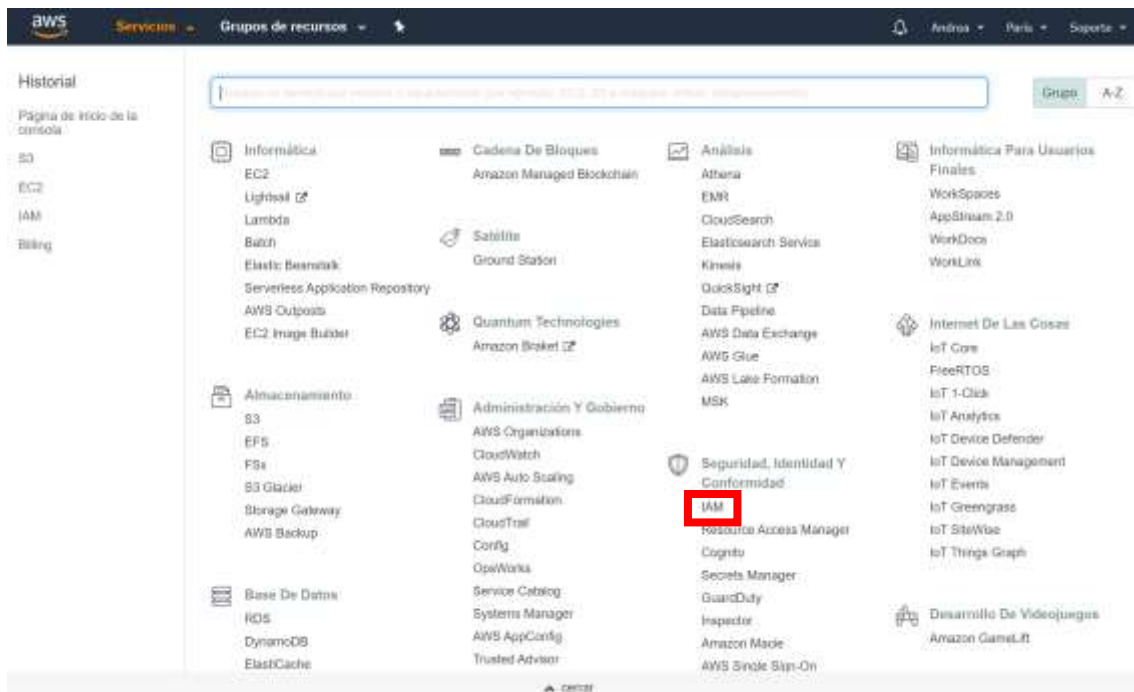 aws Servicios Grupos de recursos Andrea París Soporte
Historial
Página de inicio de la
consola
S3
EC2
IAM
Billing
Grupo A-Z
Informática
EC2
Lightsail
Lambda
Batch
Elastic Beanstalk
Serverless Application Repository
AWS Outposts
EC2 Image Builder
Almacenamiento
S3
EFS
FSx
S3 Glacier
Storage Gateway
AWS Backup
Base De Datos
RDS
DynamoDB
ElastiCache
Cadena De Bloques
Amazon Managed Blockchain
Satélite
Ground Station
Quantum Technologies
Amazon Braket
Administración Y Gobierno
AWS Organizations
CloudWatch
AWS Auto Scaling
CloudFormation
CloudTrail
Config
OpsWorks
Service Catalog
Systems Manager
AWS AppConfig
Trusted Advisor
Análisis
Athena
EMR
CloudSearch
Elasticsearch Service
Kinesis
QuickSight
Data Pipeline
AWS Data Exchange
AWS Glue
AWS Lake Formation
MSK
Seguridad, Identidad Y
Conformidad
IAM
Resource Access Manager
Cognito
Secrets Manager
GuardDuty
Inspector
Amazon Macie
AWS Single Sign-On
Informática Para Usuarios
Finales
WorkSpaces
AppStream 2.0
WorkDocs
WorkLink
Internet De Las Cosas
IoT Core
FreeRTOS
IoT 1-Click
IoT Analytics
IoT Device Defender
IoT Device Management
IoT Events
IoT Greengrass
IoT SiteWise
IoT Things Graph
Desarrollo De Videojuegos
Amazon GameLift
cerrar